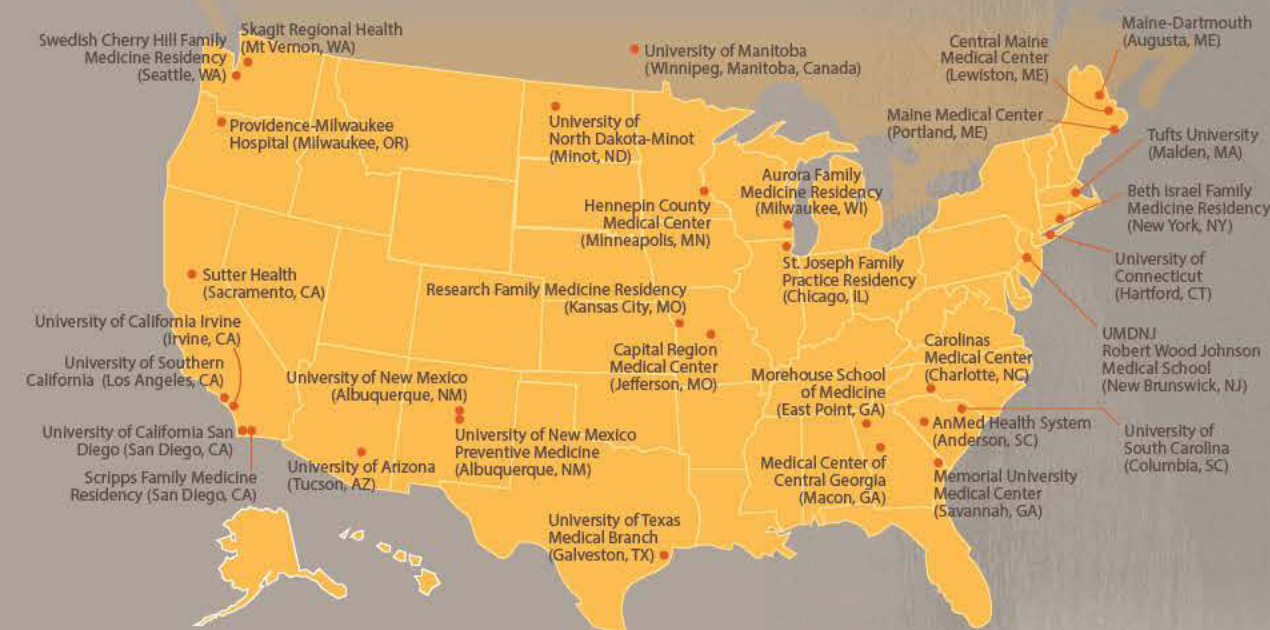 Skagit Regional Health
(Mt Vernon, WA)
Swedish Cherry Hill Family
Medicine Residency
(Seattle, WA)
Providence-Milwaukee
Hospital (Milwaukee, OR)
University of Manitoba
(Winnipeg, Manitoba, Canada)
University of
North Dakota-Minot
(Minot, ND)
Hennepin County
Medical Center
(Minneapolis, MN)
Aurora Family
Medicine Residency
(Milwaukee, WI)
St. Joseph Family
Practice Residency
(Chicago, IL)
Maine-Dartmouth
(Augusta, ME)
Central Maine
Medical Center
(Lewiston, ME)
Maine Medical Center
(Portland, ME)
Tufts University
(Malden, MA)
Beth Israel Family
Medicine Residency
(New York, NY)
University of
Connecticut
(Hartford, CT)
UMDNJ
Robert Wood Johnson
Medical School
(New Brunswick, NJ)
Sutter Health
(Sacramento, CA)
University of California Irvine
(Irvine, CA)
University of Southern
California (Los Angeles, CA)
University of California San
Diego (San Diego, CA)
Scripps Family Medicine
Residency (San Diego, CA)
University of Arizona
(Tucson, AZ)
University of New Mexico
(Albuquerque, NM)
University of New Mexico
Preventive Medicine
(Albuquerque, NM)
Research Family Medicine Residency
(Kansas City, MO)
Capital Region
Medical Center
(Jefferson, MO)
University of Texas
Medical Branch
(Galveston, TX)
Morehouse School
of Medicine
(East Point, GA)
Medical Center of
Central Georgia
(Macon, GA)
Carolinas
Medical Center
(Charlotte, NC)
AnMed Health System
(Anderson, SC)
Memorial University
Medical Center
(Savannah, GA)
University of
South Carolina
(Columbia, SC)